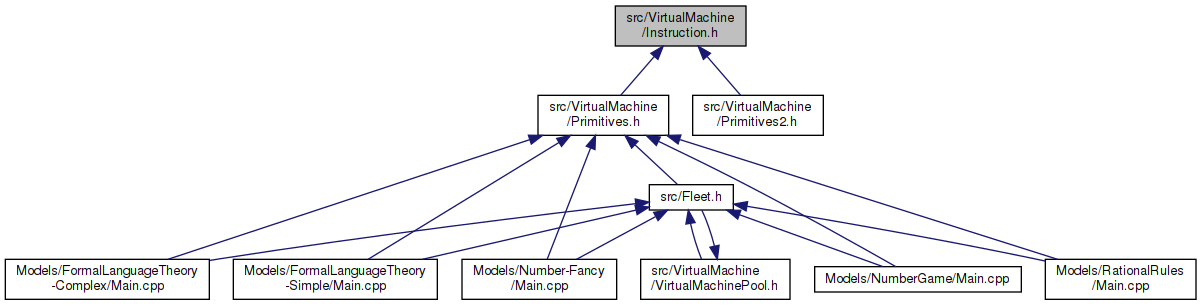 src/VirtualMachine
/Instruction.h
src/VirtualMachine
/Primitives.h
src/VirtualMachine
/Primitives2.h
src/Fleet.h
Models/FormalLanguageTheory
-Complex/Main.cpp
Models/FormalLanguageTheory
-Simple/Main.cpp
Models/Number-Fancy
/Main.cpp
src/VirtualMachine
/VirtualMachinePool.h
Models/NumberGame/Main.cpp
Models/RationalRules
/Main.cpp